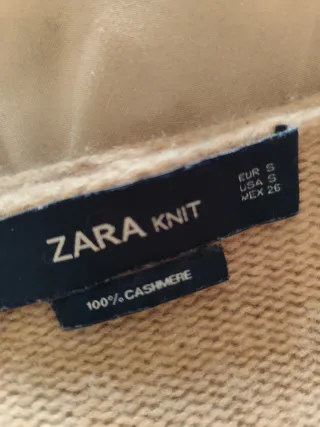 ZARA KNIT
EUR S
USA S
MEX 26
100% CASHMERE